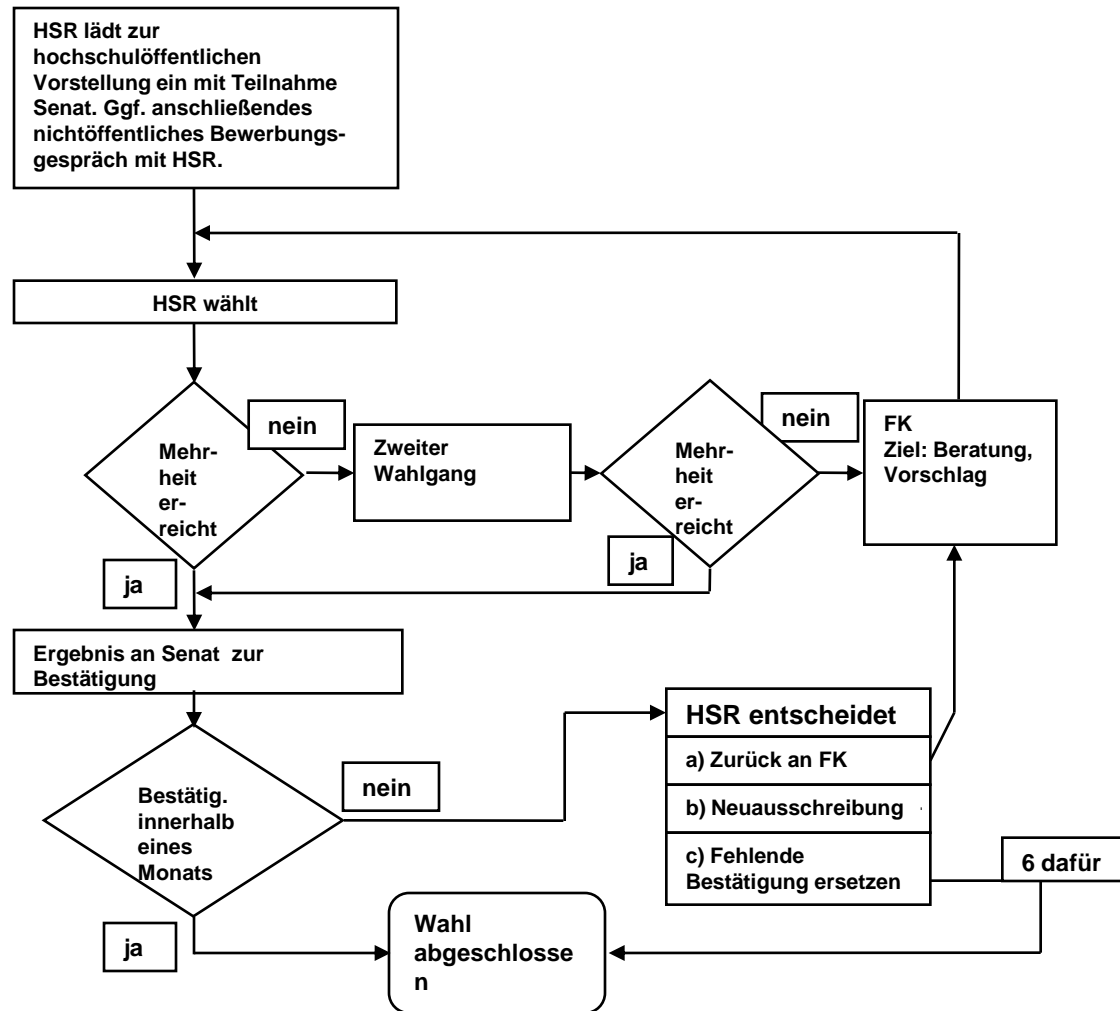 HSR lädt zur
hochschulöffentlichen
Vorstellung ein mit Teilnahme
Senat. Ggf. anschließendes
nichtöffentliches Bewerbungs-
gespräch mit HSR.
HSR wählt
Mehr-
heit
er-
reicht
nein
Zweiter
Wahlgang
Mehr-
heit
er-
reicht
nein
FK
Ziel: Beratung,
Vorschlag
ja
ja
Ergebnis an Senat zur
Bestätigung
Bestätig.
innerhalb
eines
Monats
nein
HSR entscheidet
a) Zurück an FK
b) Neuausschreibung
c) Fehlende
Bestätigung ersetzen
6 dafür
ja
Wahl
abgeschlosse
n